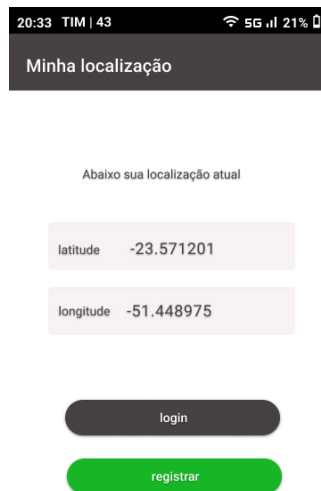 20:33 TIM | 43 5G 21%
Minha localização
Abaixo sua localização atual
latitude -23.571201
longitude -51.448975
login
registrar